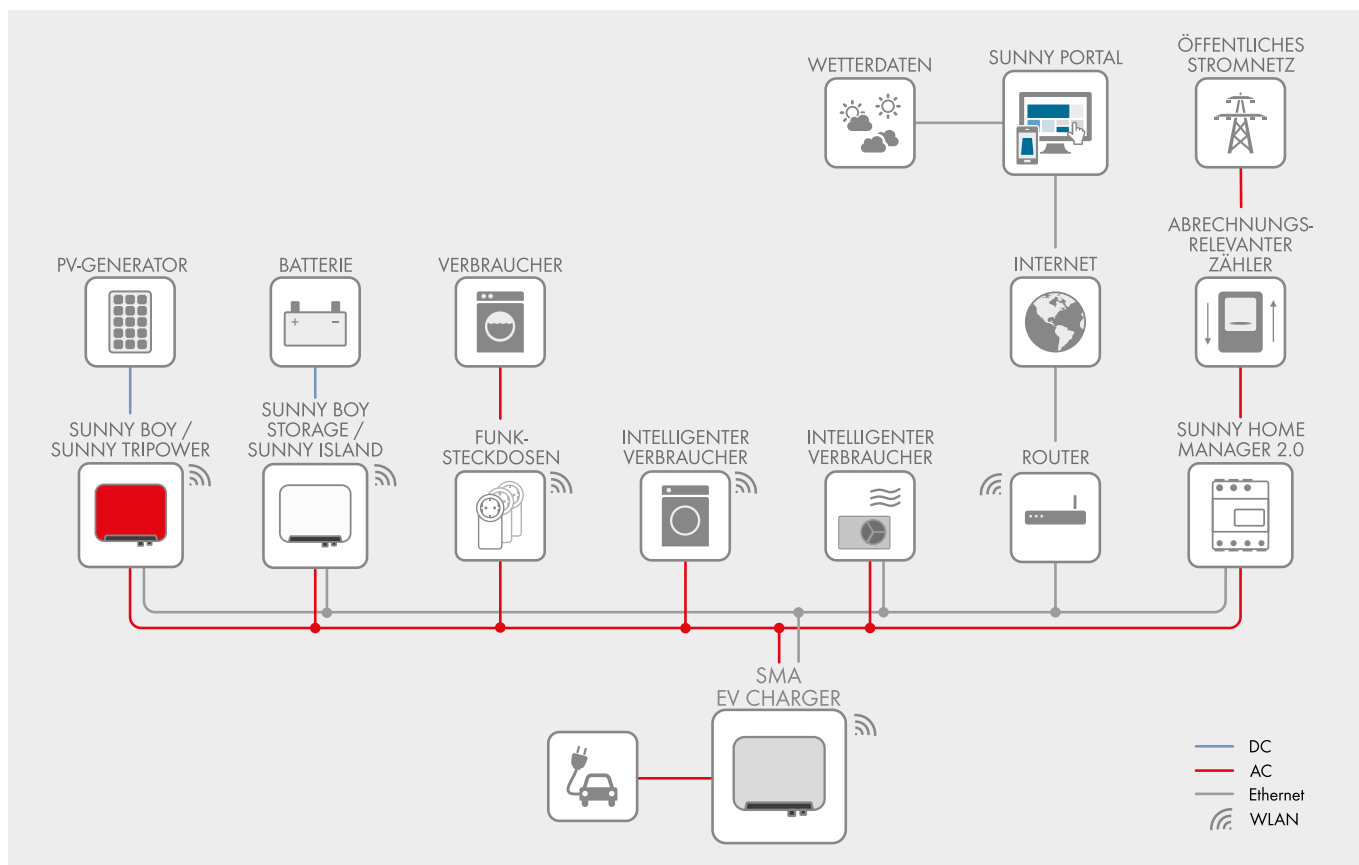 WETTERDATEN
SUNNY PORTAL
ÖFFENTLICHES
STROMNETZ
PV-GENERATOR
BATTERIE
VERBRAUCHER
INTERNET
ABRECHNUNGS-
RELEVANTER
ZÄHLER
+ −
SUNNY BOY /
SUNNY TRIPOWER
SUNNY BOY
STORAGE /
SUNNY ISLAND
FUNK-
STECKDOSEN
INTELLIGENTER
VERBRAUCHER
INTELLIGENTER
VERBRAUCHER
ROUTER
SUNNY HOME
MANAGER 2.0
SMA
EV CHARGER
DC
AC
Ethernet
WLAN